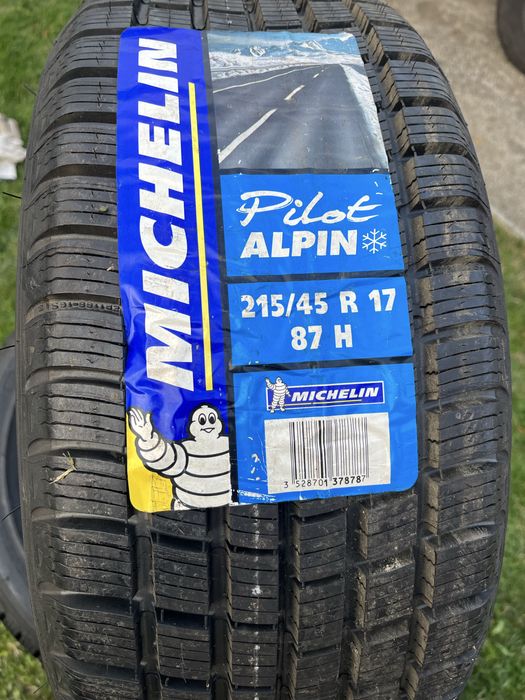 MICHELIN
Pilot
ALPIN
215/45 R 17
87 H
MICHELIN
3 528701 378787